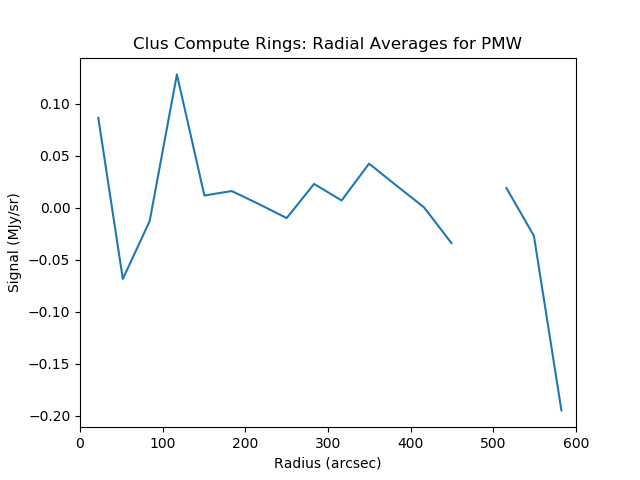 Clus Compute Rings: Radial Averages for PMW
Signal (MJy/sr)
0.10
0.05
0.00
−0.05
−0.10
−0.15
−0.20
0 100 200 300 400 500 600
Radius (arcsec)